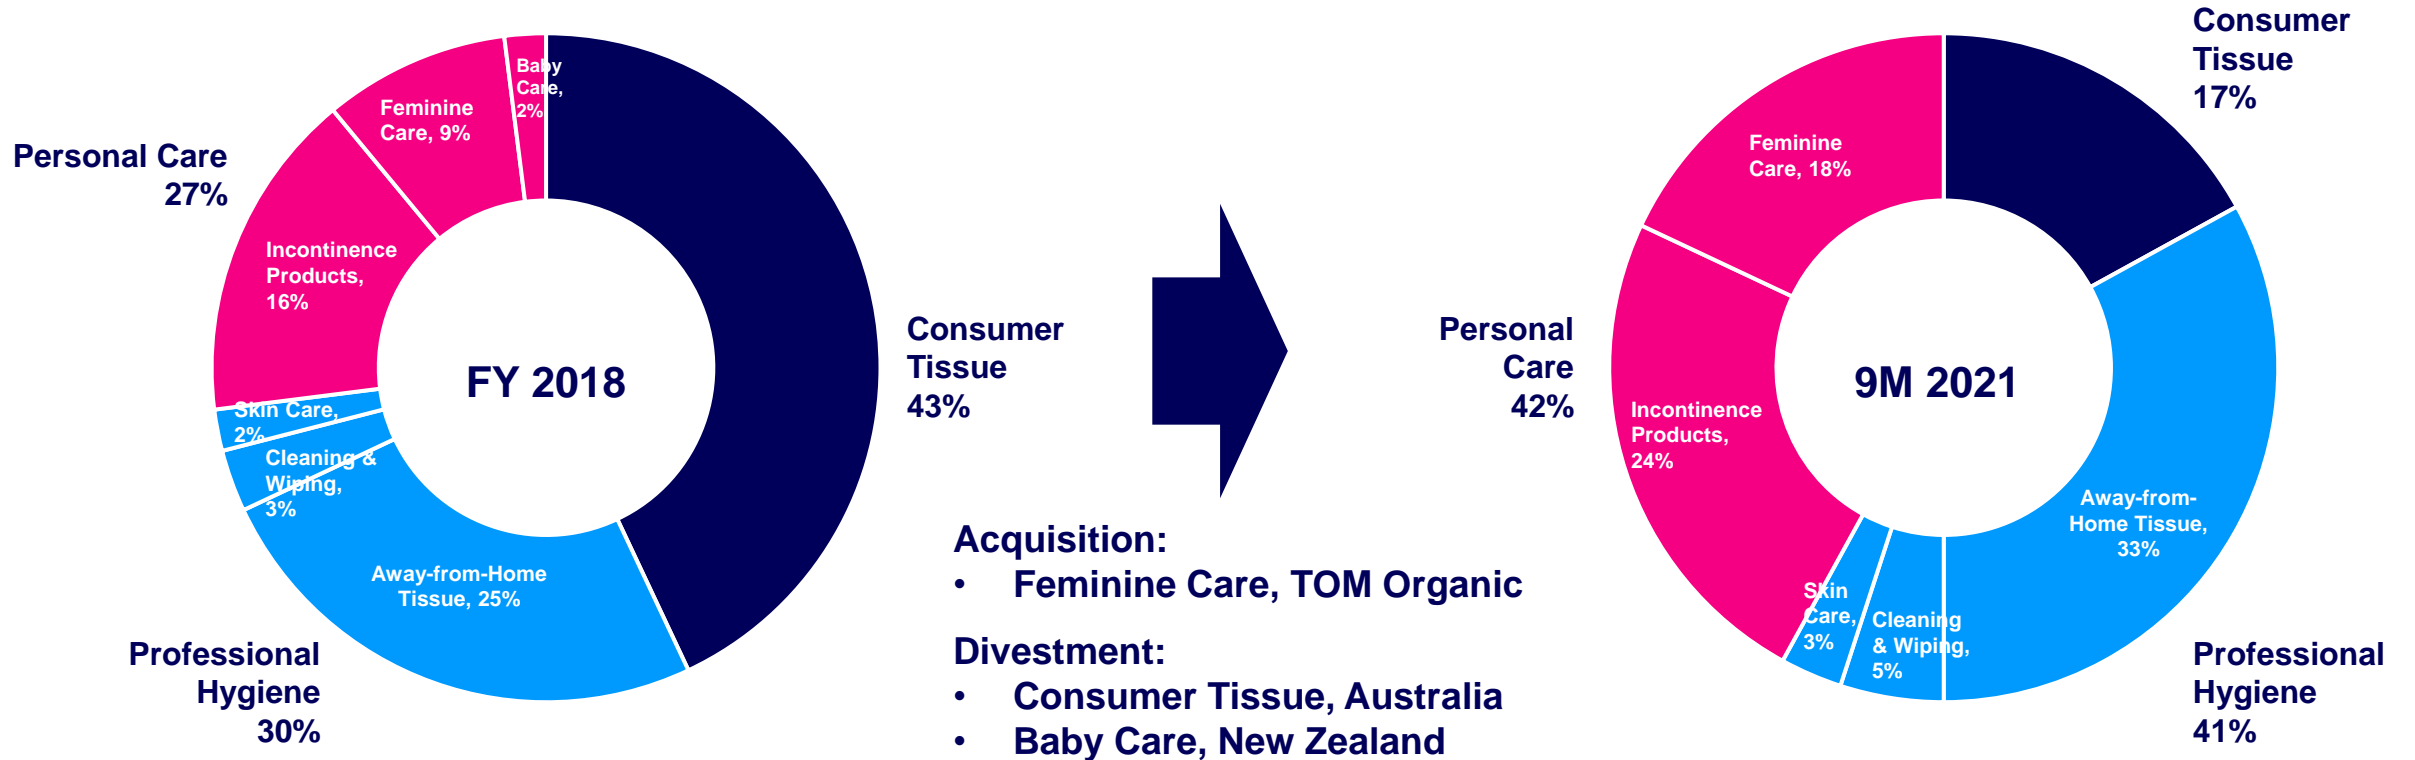 Personal Care
27%
Feminine
Care, 9%
Baby
Care,
2%
Incontinence
Products,
16%
Skin Care,
2%
Cleaning &
Wiping,
3%
Away-from-Home
Tissue, 25%
Professional
Hygiene
30%
FY 2018
Consumer
Tissue
43%
Acquisition:
• Feminine Care, TOM Organic
Divestment:
• Consumer Tissue, Australia
• Baby Care, New Zealand
Consumer
Tissue
17%
Feminine
Care, 18%
Personal
Care
42%
9M 2021
Incontinence
Products,
24%
Away-from-
Home Tissue,
33%
Skin
Care,
3%
Cleaning
& Wiping,
5%
Professional
Hygiene
41%